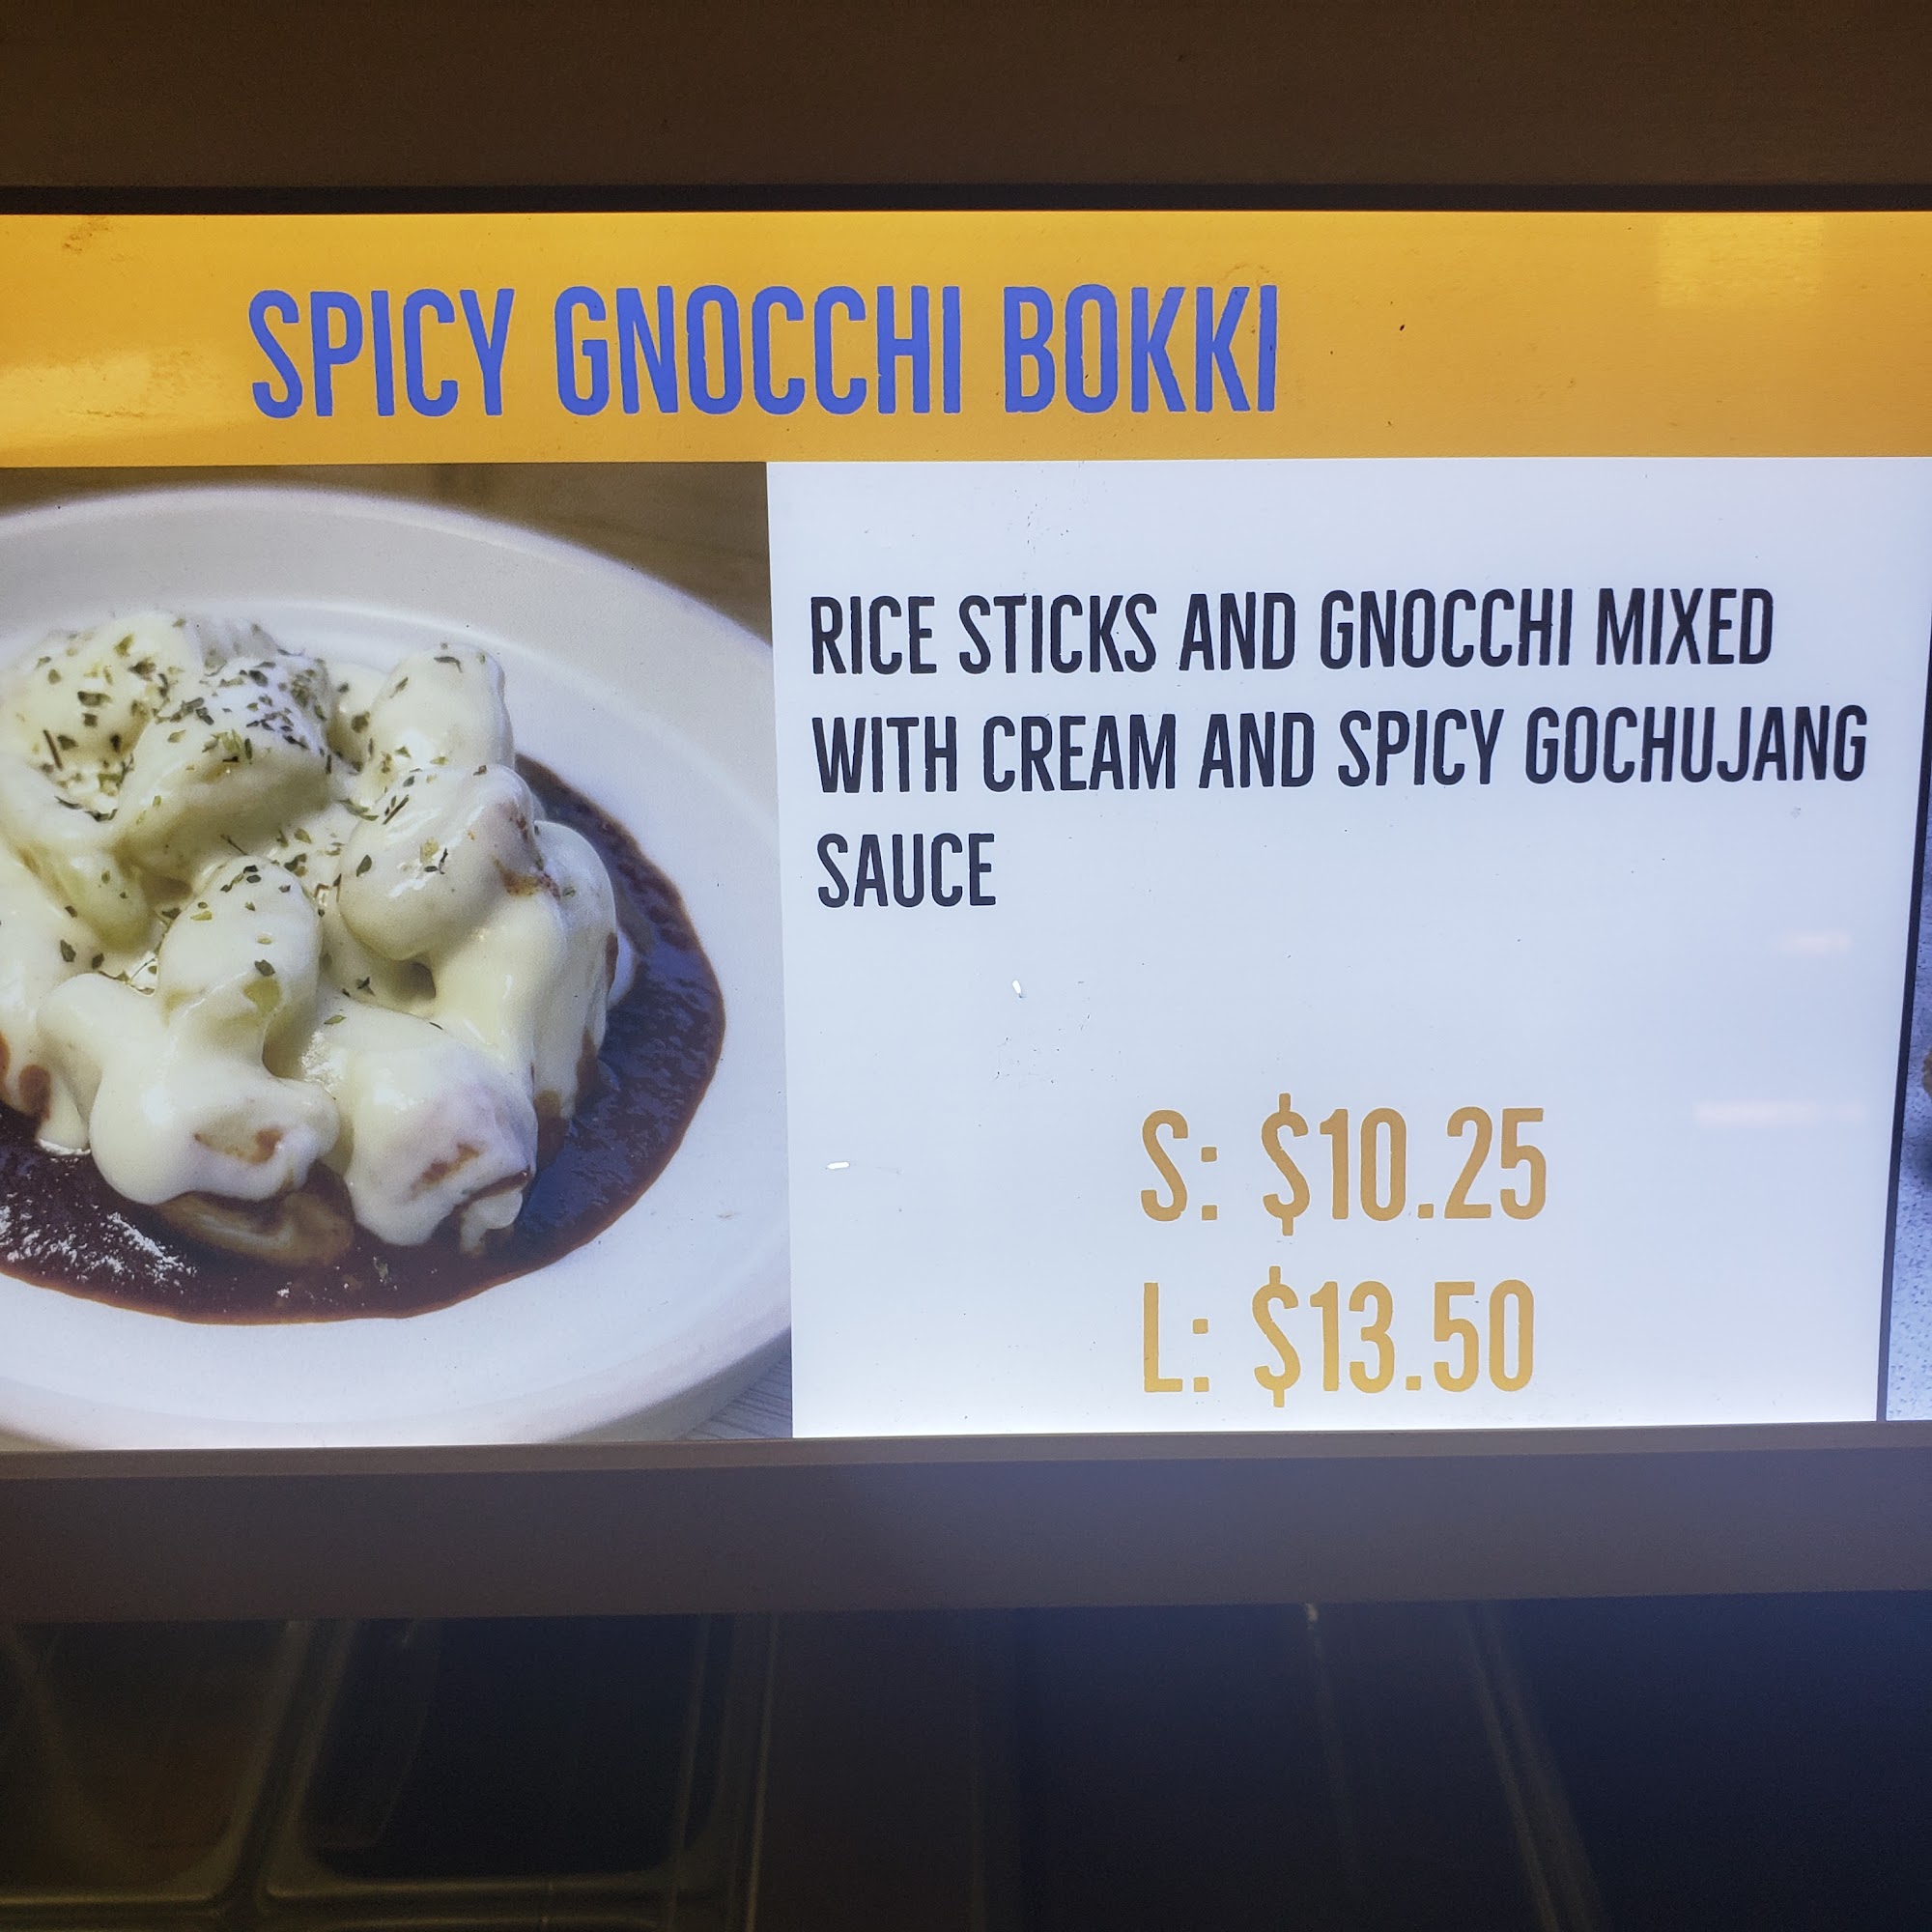 SPICY GNOCCHI BOKKI
RICE STICKS AND GNOCCHI MIXED
WITH CREAM AND SPICY GOCHUJANG
SAUCE
S: $10.25
L: $13.50